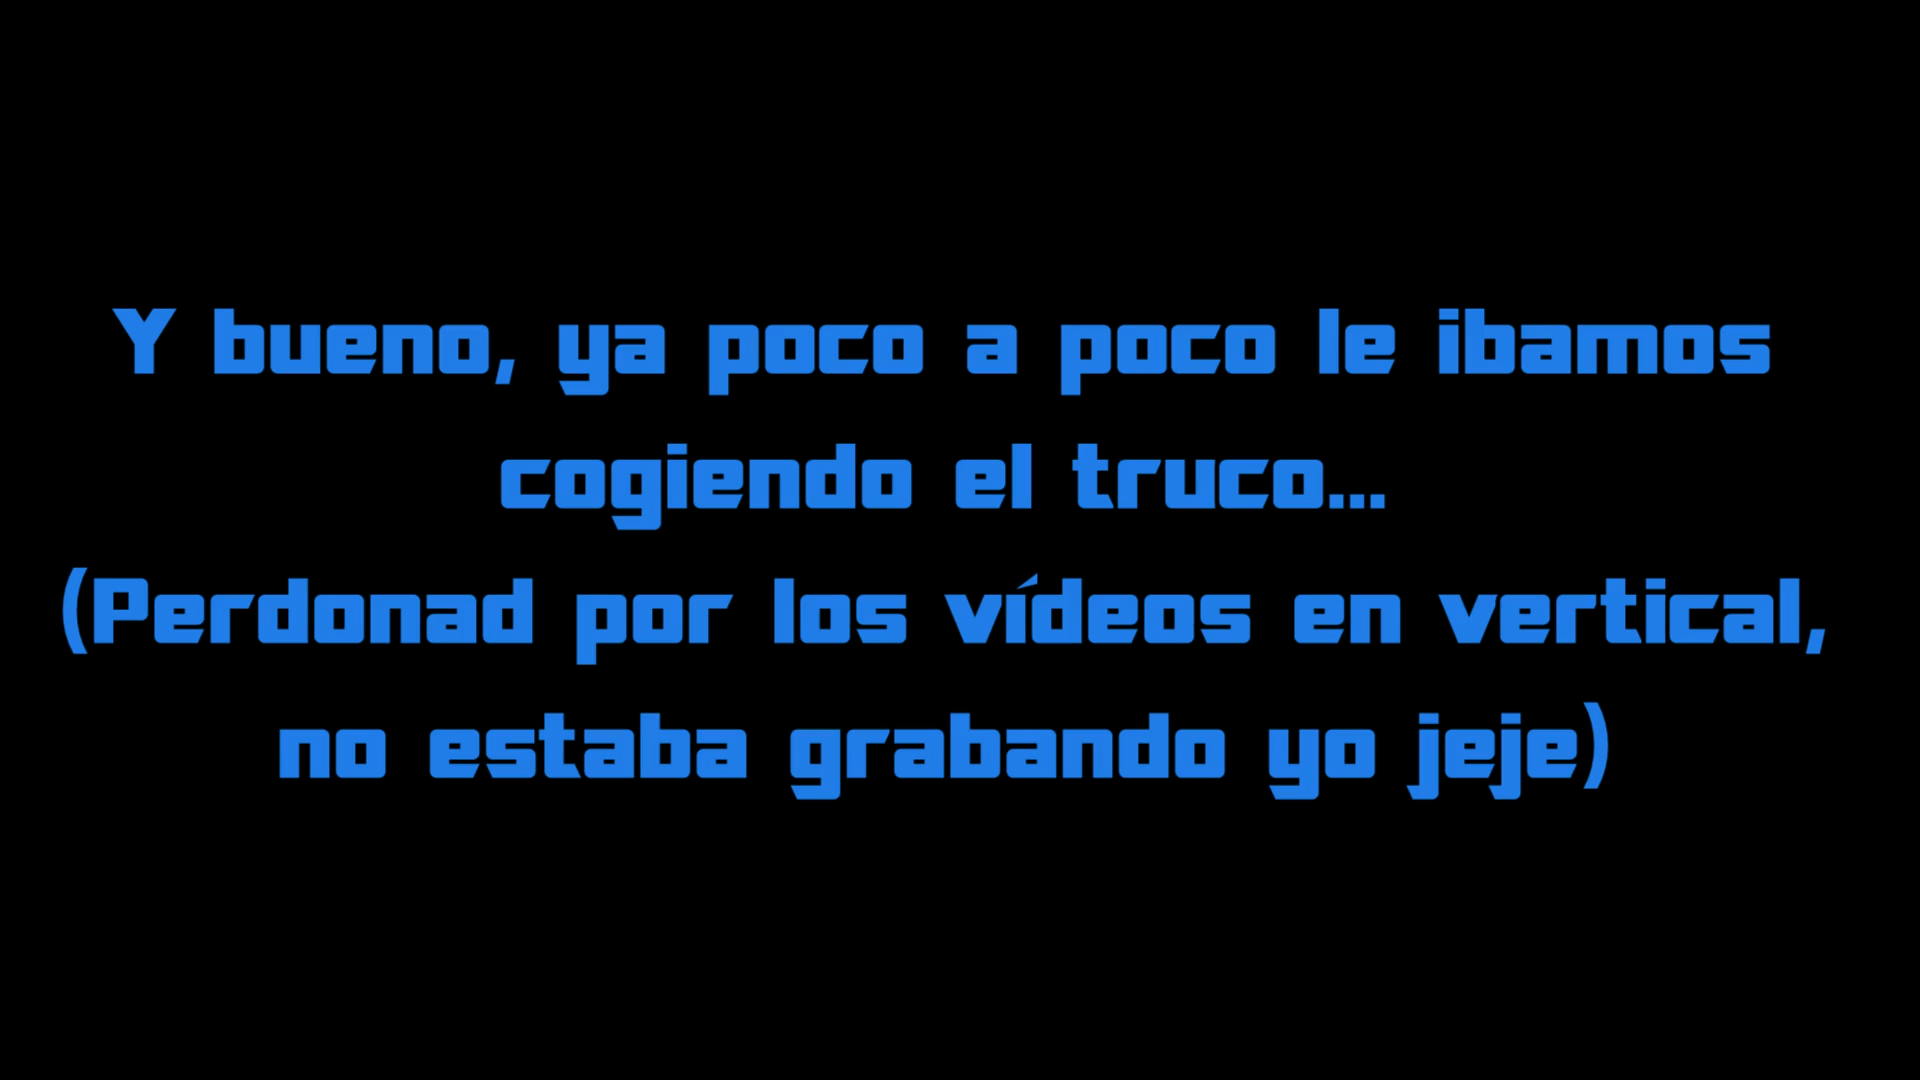 Y bueno, ya poco a poco le ibamos
cogiendo el truco...
(Perdonad por los vídeos en vertical,
no estaba grabando yo jeje)